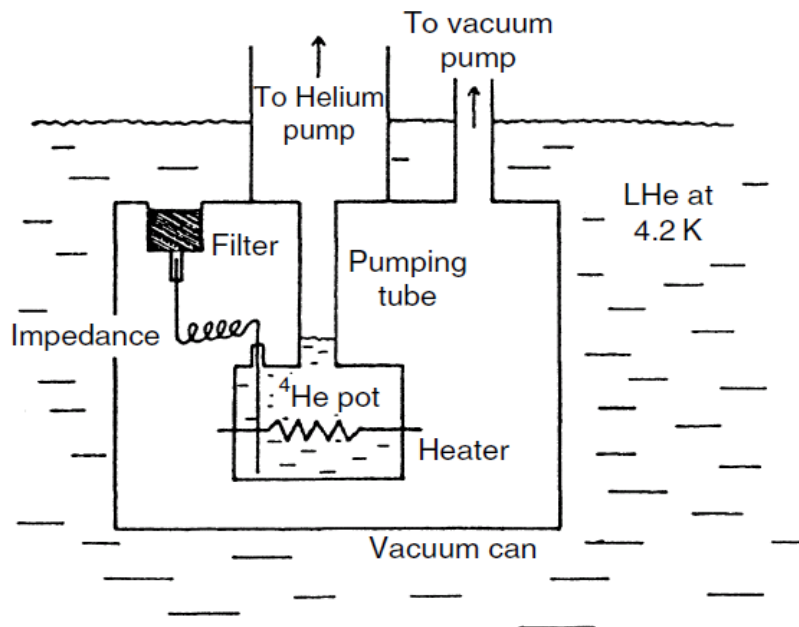 To vacuum
pump
To Helium
pump
LHe at
4.2 K
Filter
Pumping
tube
Impedance
⁴He pot
Heater
Vacuum can